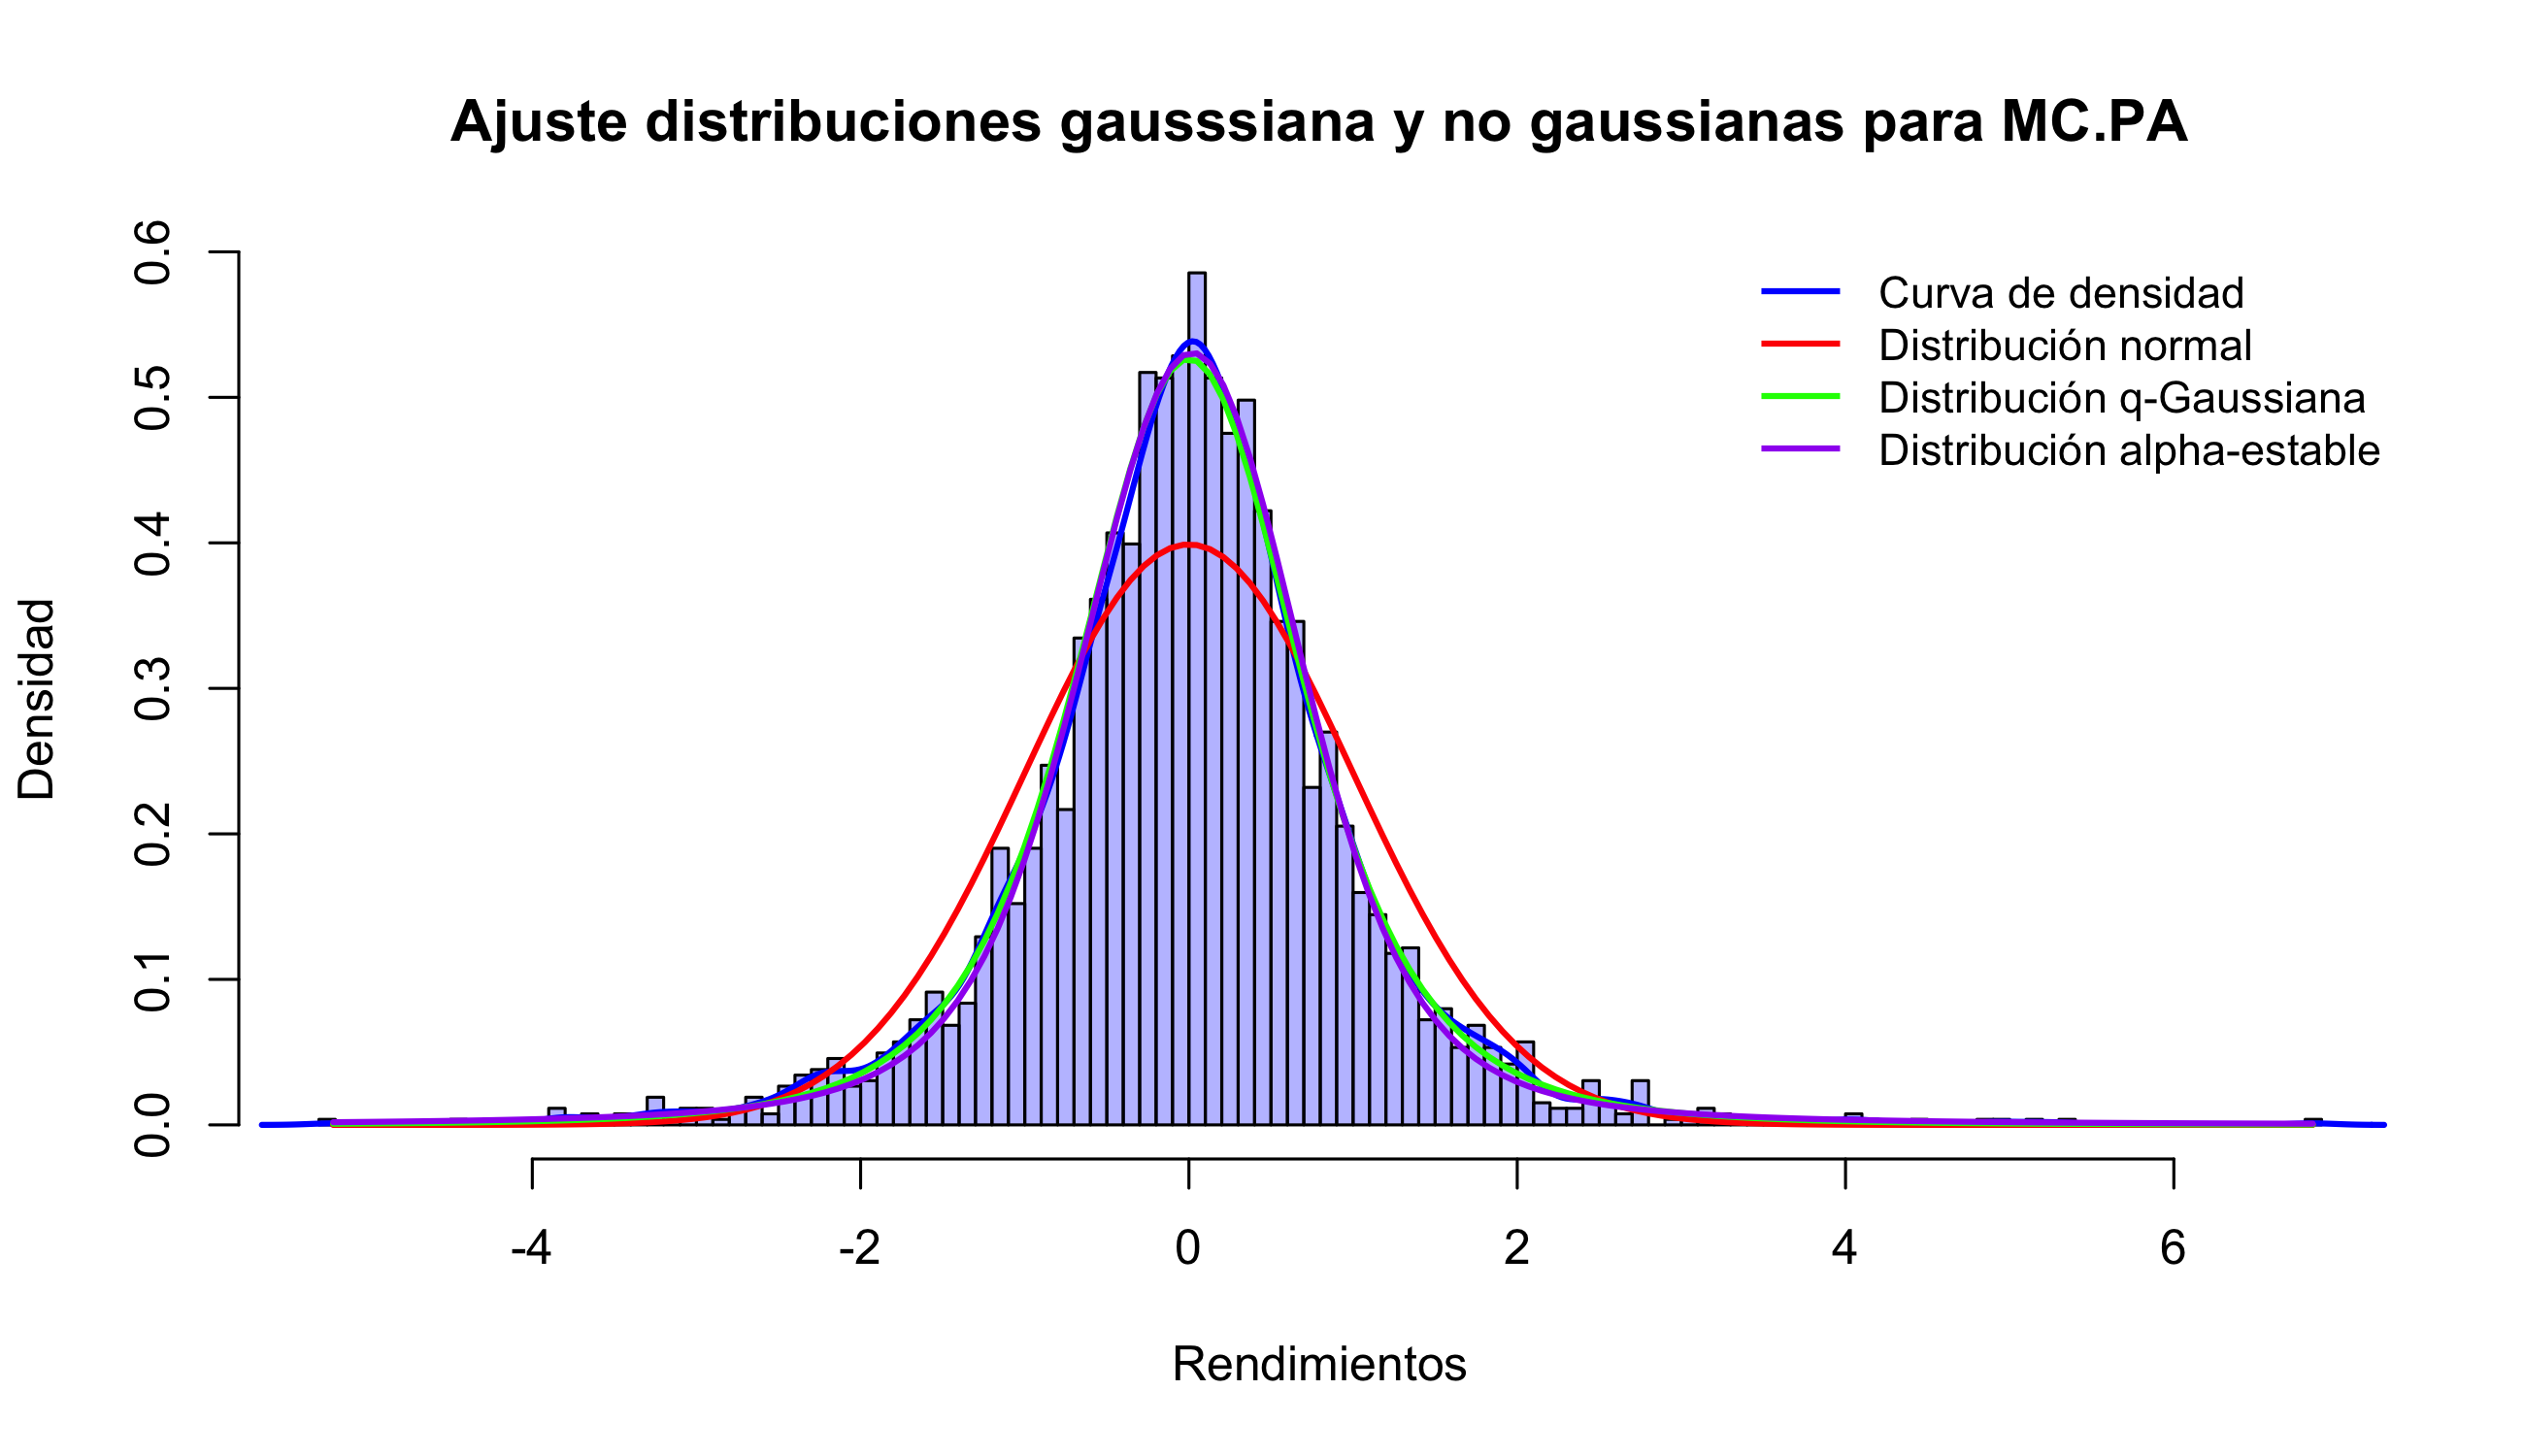 Ajuste distribuciones gausssiana y no gaussianas para MC.PA
Curva de densidad
Distribución normal
Distribución q-Gaussiana
Distribución alpha-estable
Densidad
0.6
0.5
0.4
0.3
0.2
0.1
0.0
-4 -2 0 2 4 6
Rendimientos